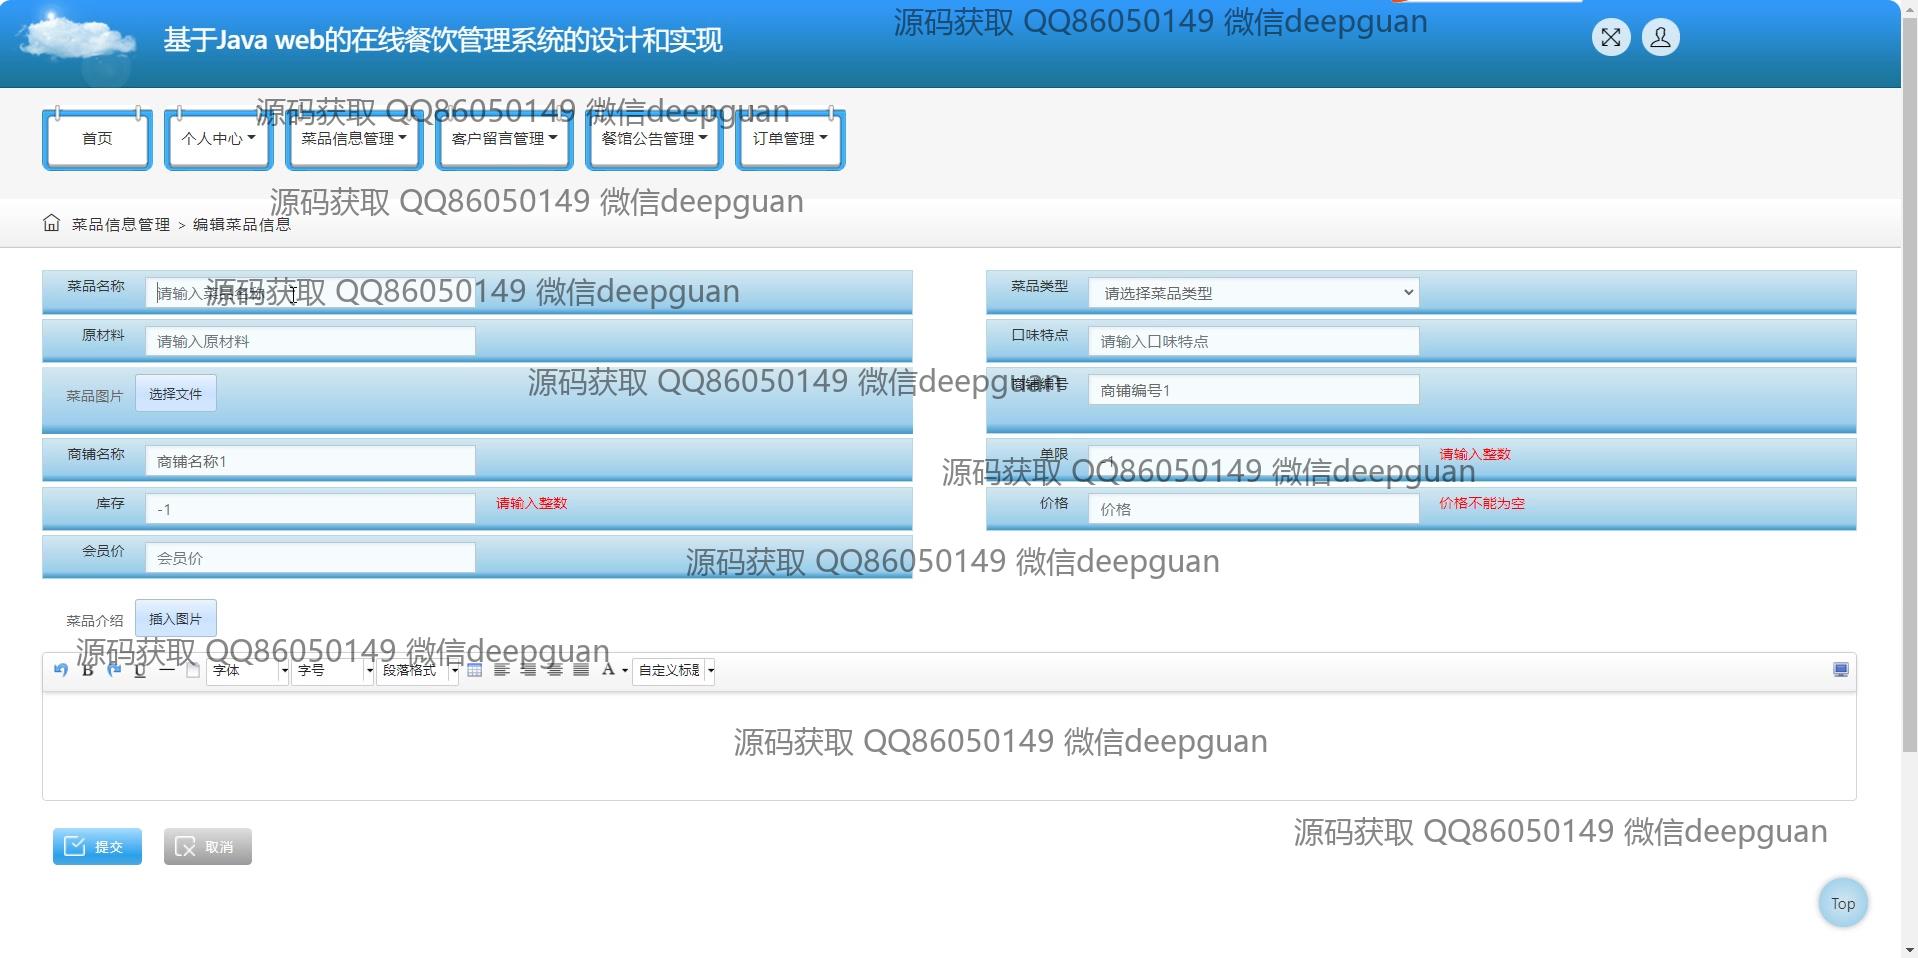 源码获取 QQ86050149 微信deepguan
基于Java web的在线餐饮管理系统的设计和实现
源码获取 QQ86050149 微信deepguan
首页 个人中心 菜品信息管理 客户留言管理 餐馆公告管理 订单管理
源码获取 QQ86050149 微信deepguan
菜品信息管理 > 编辑菜品信息
菜品名称 请输入菜品名称 菜品类型 请选择菜品类型
源码获取 QQ86050149 微信deepguan
原材料 请输入原材料 口味特点 请输入口味特点
菜品图片 选择文件 商铺编号 商铺编号1
源码获取 QQ86050149 微信deepguan
商铺名称 商铺名称1 单限 -1 请输入整数
源码获取 QQ86050149 微信deepguan
库存 -1 请输入整数 价格 价格 价格不能为空
会员价 会员价
源码获取 QQ86050149 微信deepguan
菜品介绍 插入图片
源码获取 QQ86050149 微信deepguan
B U 字体 字号 段落格式 A 自定义标题
源码获取 QQ86050149 微信deepguan
源码获取 QQ86050149 微信deepguan
提交 取消
Top